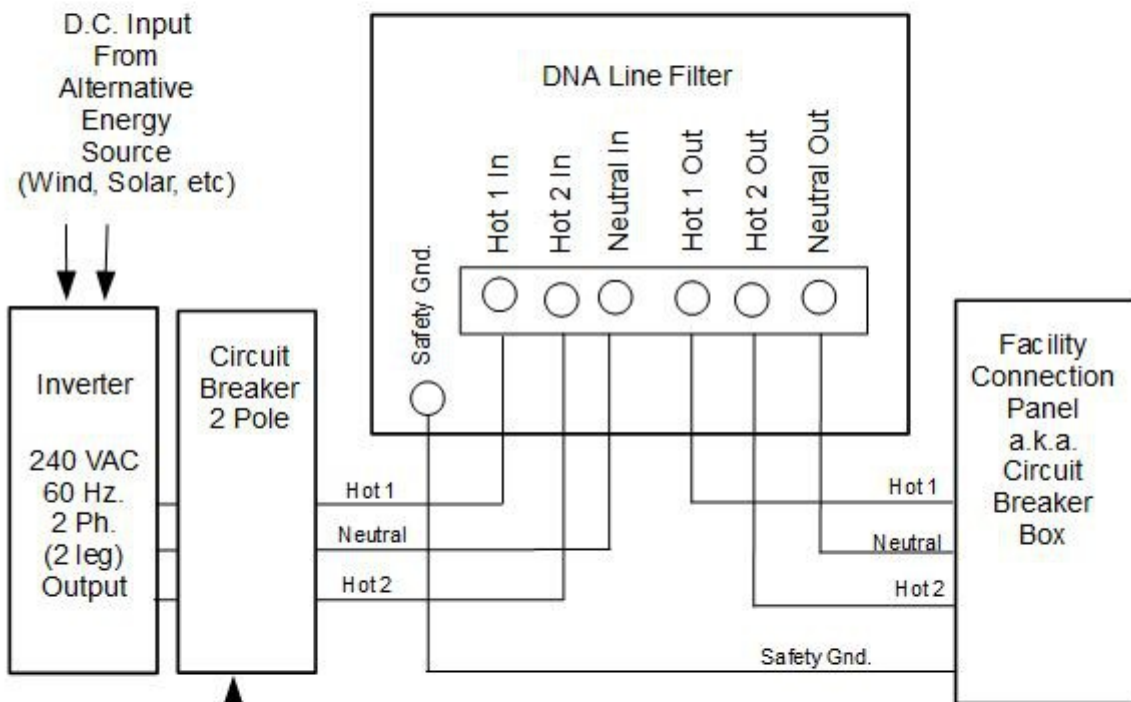 D.C. Input
From
Alternative
Energy
Source
(Wind, Solar, etc)
DNA Line Filter
Hot 1 In
Hot 2 In
Neutral In
Hot 1 Out
Hot 2 Out
Neutral Out
Safety Gnd.
Inverter
240 VAC
60 Hz.
2 Ph.
(2 leg)
Output
Circuit
Breaker
2 Pole
Hot 1
Neutral
Hot 2
Hot 1
Neutral
Hot 2
Safety Gnd.
Facility
Connection
Panel
a.k.a.
Circuit
Breaker
Box